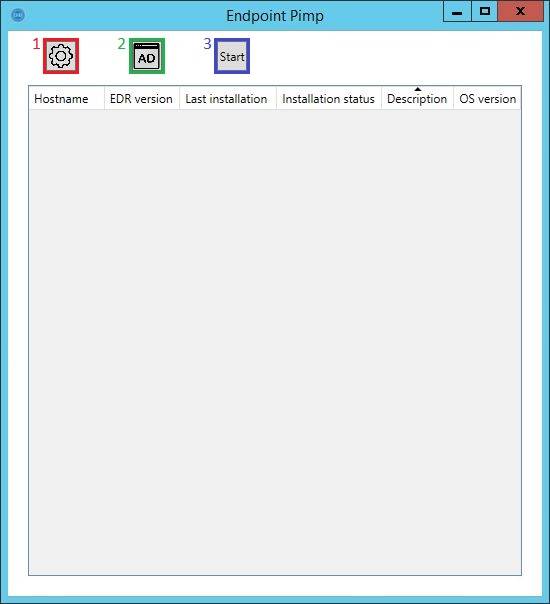 Endpoint Pimp
1 2 AD 3 Start
Hostname EDR version Last installation Installation status Description OS version